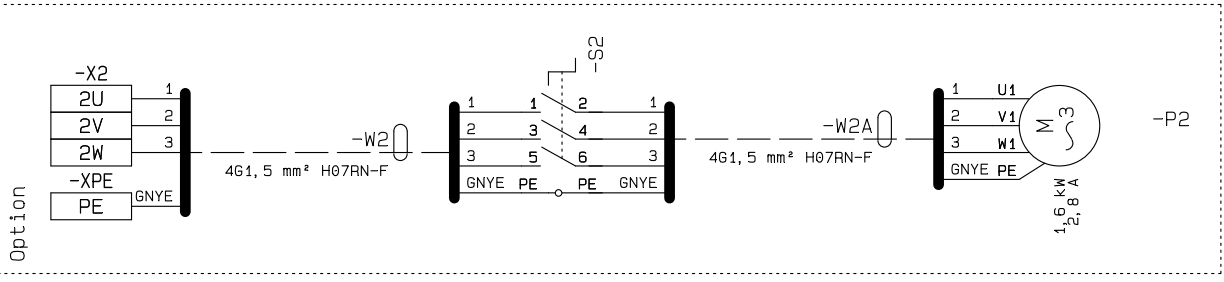 Option
-X2
2U 1
2V 2
2W 3
-XPE
PE GNYE
-W2
4G1,5 mm² H07RN-F
-S2
1 1 2 1
2 3 4 2
3 5 6 3
GNYE PE PE GNYE
-W2A
4G1,5 mm² H07RN-F
1 U1
2 V1
3 W1
GNYE PE
M 3
1,6 kW
2,8 A
-P2